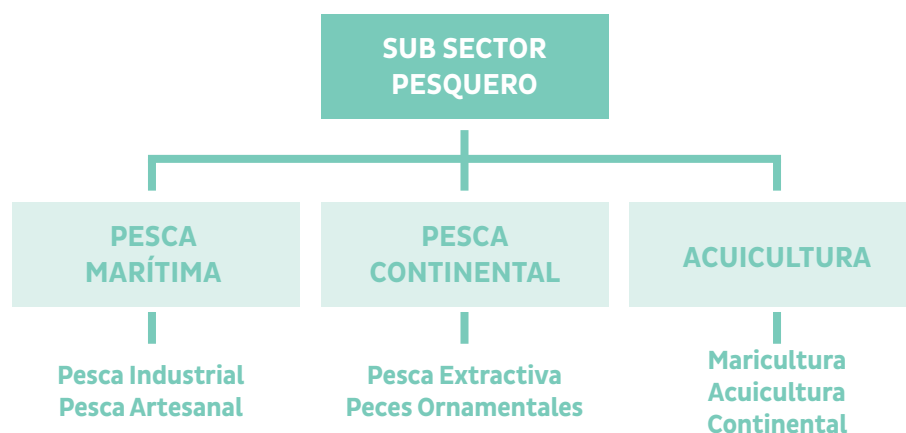 SUB SECTOR
PESQUERO
PESCA
MARÍTIMA
PESCA
CONTINENTAL
ACUICULTURA
Pesca Industrial
Pesca Artesanal
Pesca Extractiva
Peces Ornamentales
Maricultura
Acuicultura
Continental